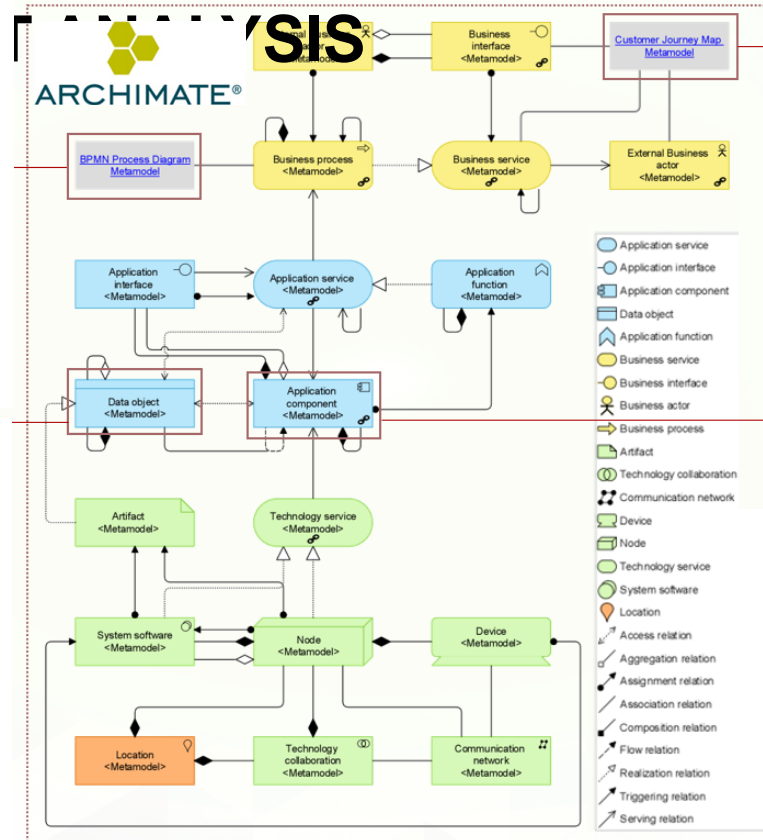 T ANALYSIS
ARCHIMATE®
actor
<Metamodel>
Business
interface
<Metamodel>
Customer Journey Map
Metamodel
BPMN Process Diagram
Metamodel
Business process
<Metamodel>
Business service
<Metamodel>
External Business
actor
<Metamodel>
Application
interface
<Metamodel>
Application service
<Metamodel>
Application
function
<Metamodel>
Data object
<Metamodel>
Application
component
<Metamodel>
Artifact
<Metamodel>
Technology service
<Metamodel>
System software
<Metamodel>
Node
<Metamodel>
Device
<Metamodel>
Location
<Metamodel>
Technology
collaboration
<Metamodel>
Communication
network
<Metamodel>
Application service
Application interface
Application component
Data object
Application function
Business service
Business interface
Business actor
Business process
Artifact
Technology collaboration
Communication network
Device
Node
Technology service
System software
Location
Access relation
Aggregation relation
Assignment relation
Association relation
Composition relation
Flow relation
Realization relation
Triggering relation
Serving relation